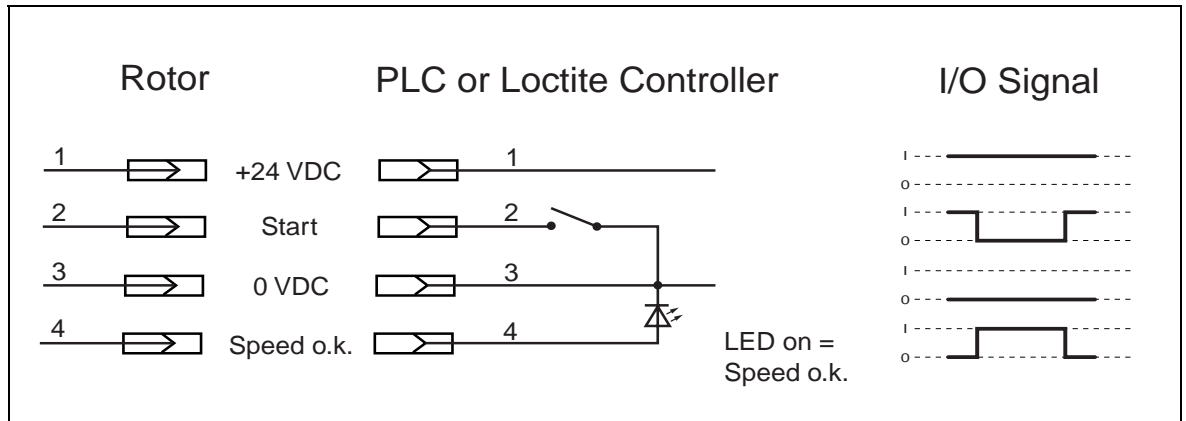 Rotor PLC or Loctite Controller I/O Signal
1 +24 VDC 1
2 Start 2
3 0 VDC 3
4 Speed o.k. 4
LED on =
Speed o.k.
I
0
I
0
I
0
I
0